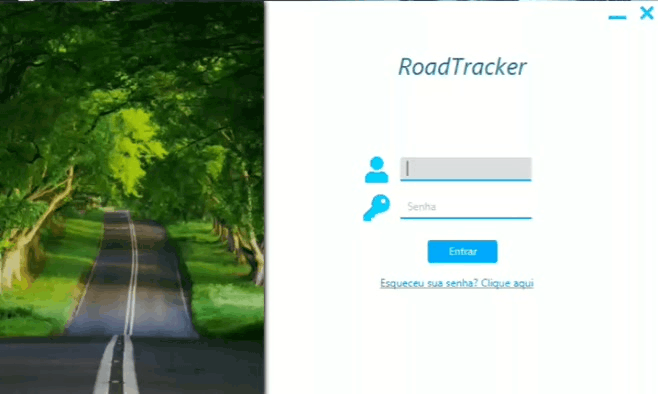 RoadTracker
Senha
Entrar
Esqueceu sua senha? Clique aqui